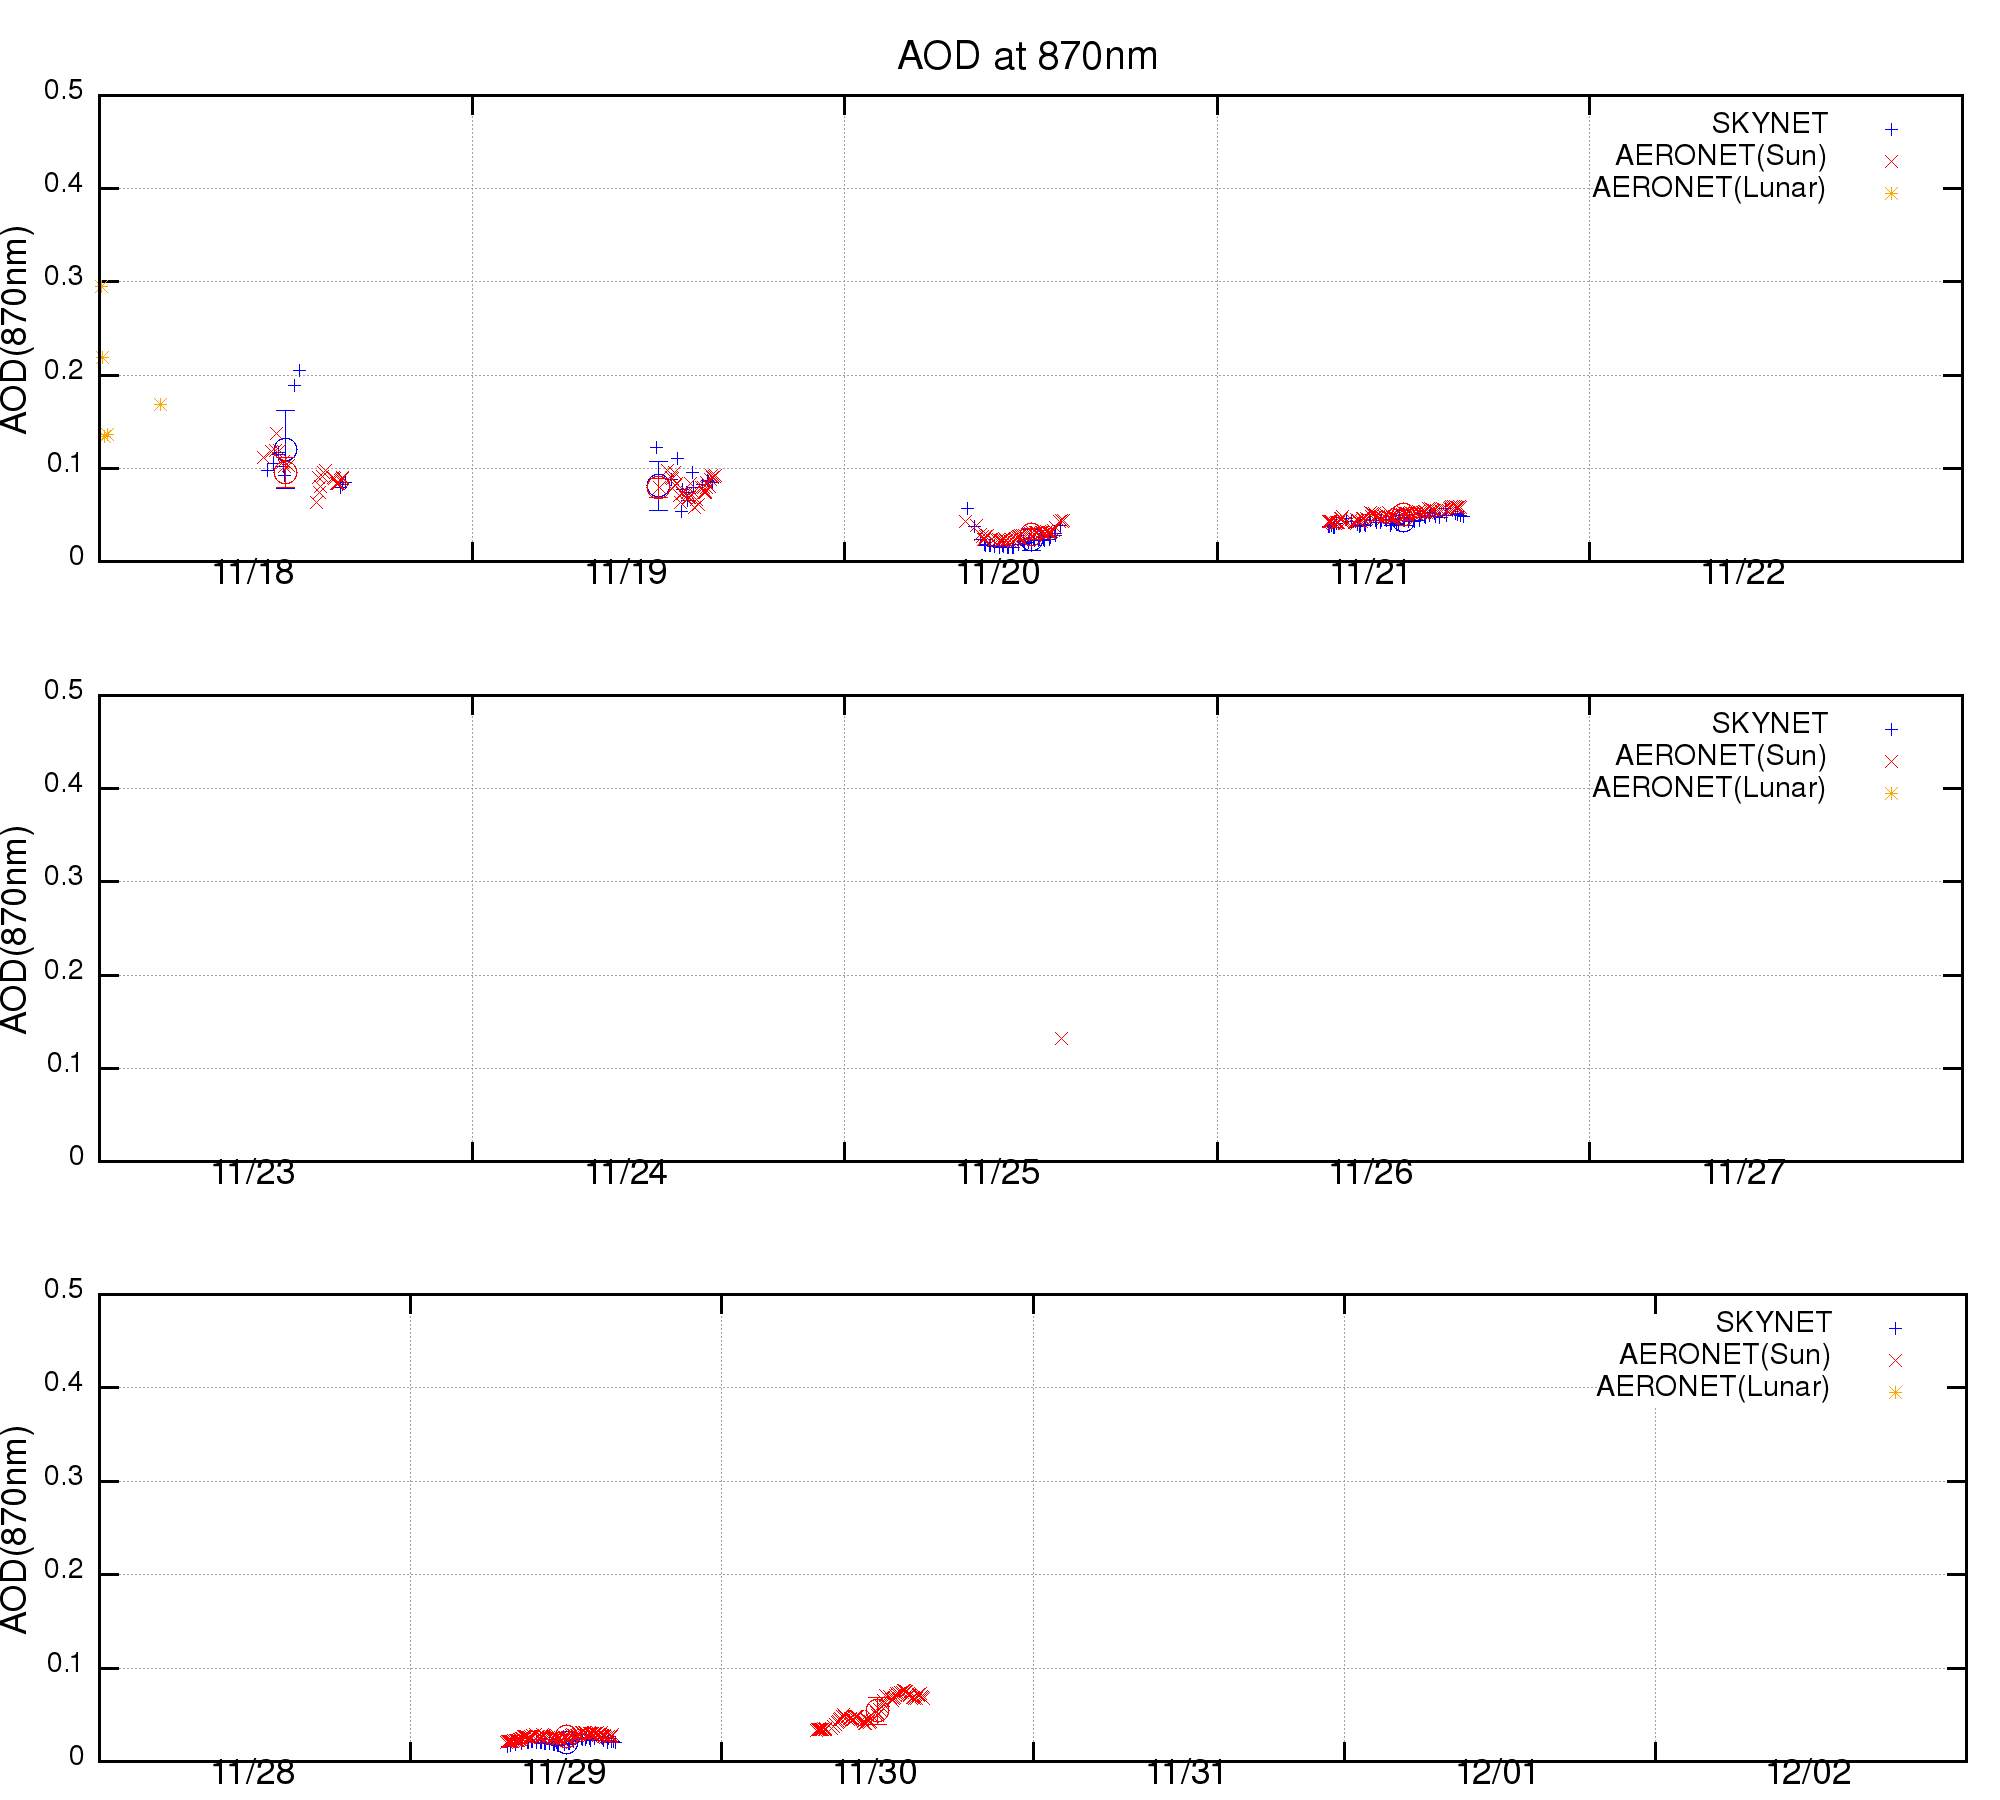 AOD at 870nm
0.5
SKYNET
AERONET(Sun)
AERONET(Lunar)
0.4
0.3
0.2
0.1
0
AOD(870nm)
11/18 11/19 11/20 11/21 11/22
0.5
SKYNET
AERONET(Sun)
AERONET(Lunar)
0.4
0.3
0.2
0.1
0
AOD(870nm)
11/23 11/24 11/25 11/26 11/27
0.5
SKYNET
AERONET(Sun)
AERONET(Lunar)
0.4
0.3
0.2
0.1
0
AOD(870nm)
11/28 11/29 11/30 11/31 12/01 12/02